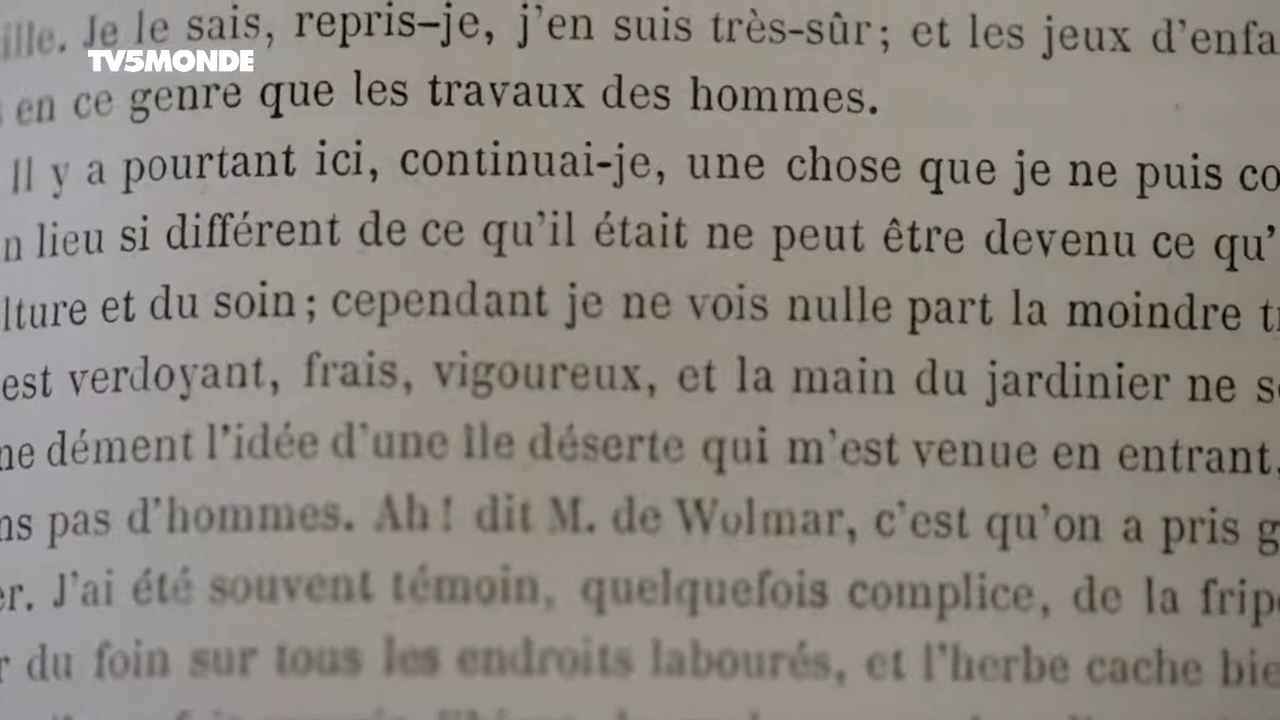 ille. Je le sais, repris-je, j'en suis très-sûr; et les jeux d'enfa
TV5MONDE
en ce genre que les travaux des hommes.
Il y a pourtant ici, continuai-je, une chose que je ne puis co
n lieu si différent de ce qu'il était ne peut être devenu ce qu'
lture et du soin; cependant je ne vois nulle part la moindre t
est verdoyant, frais, vigoureux, et la main du jardinier ne s
ne dément l'idée d'une île déserte qui m'est venue en entrant,
ns pas d'hommes. Ah! dit M. de Wolmar, c'est qu'on a pris g
er. J'ai été souvent témoin, quelquefois complice, de la frip
r du foin sur tous les endroits labourés, et l'herbe cache bie